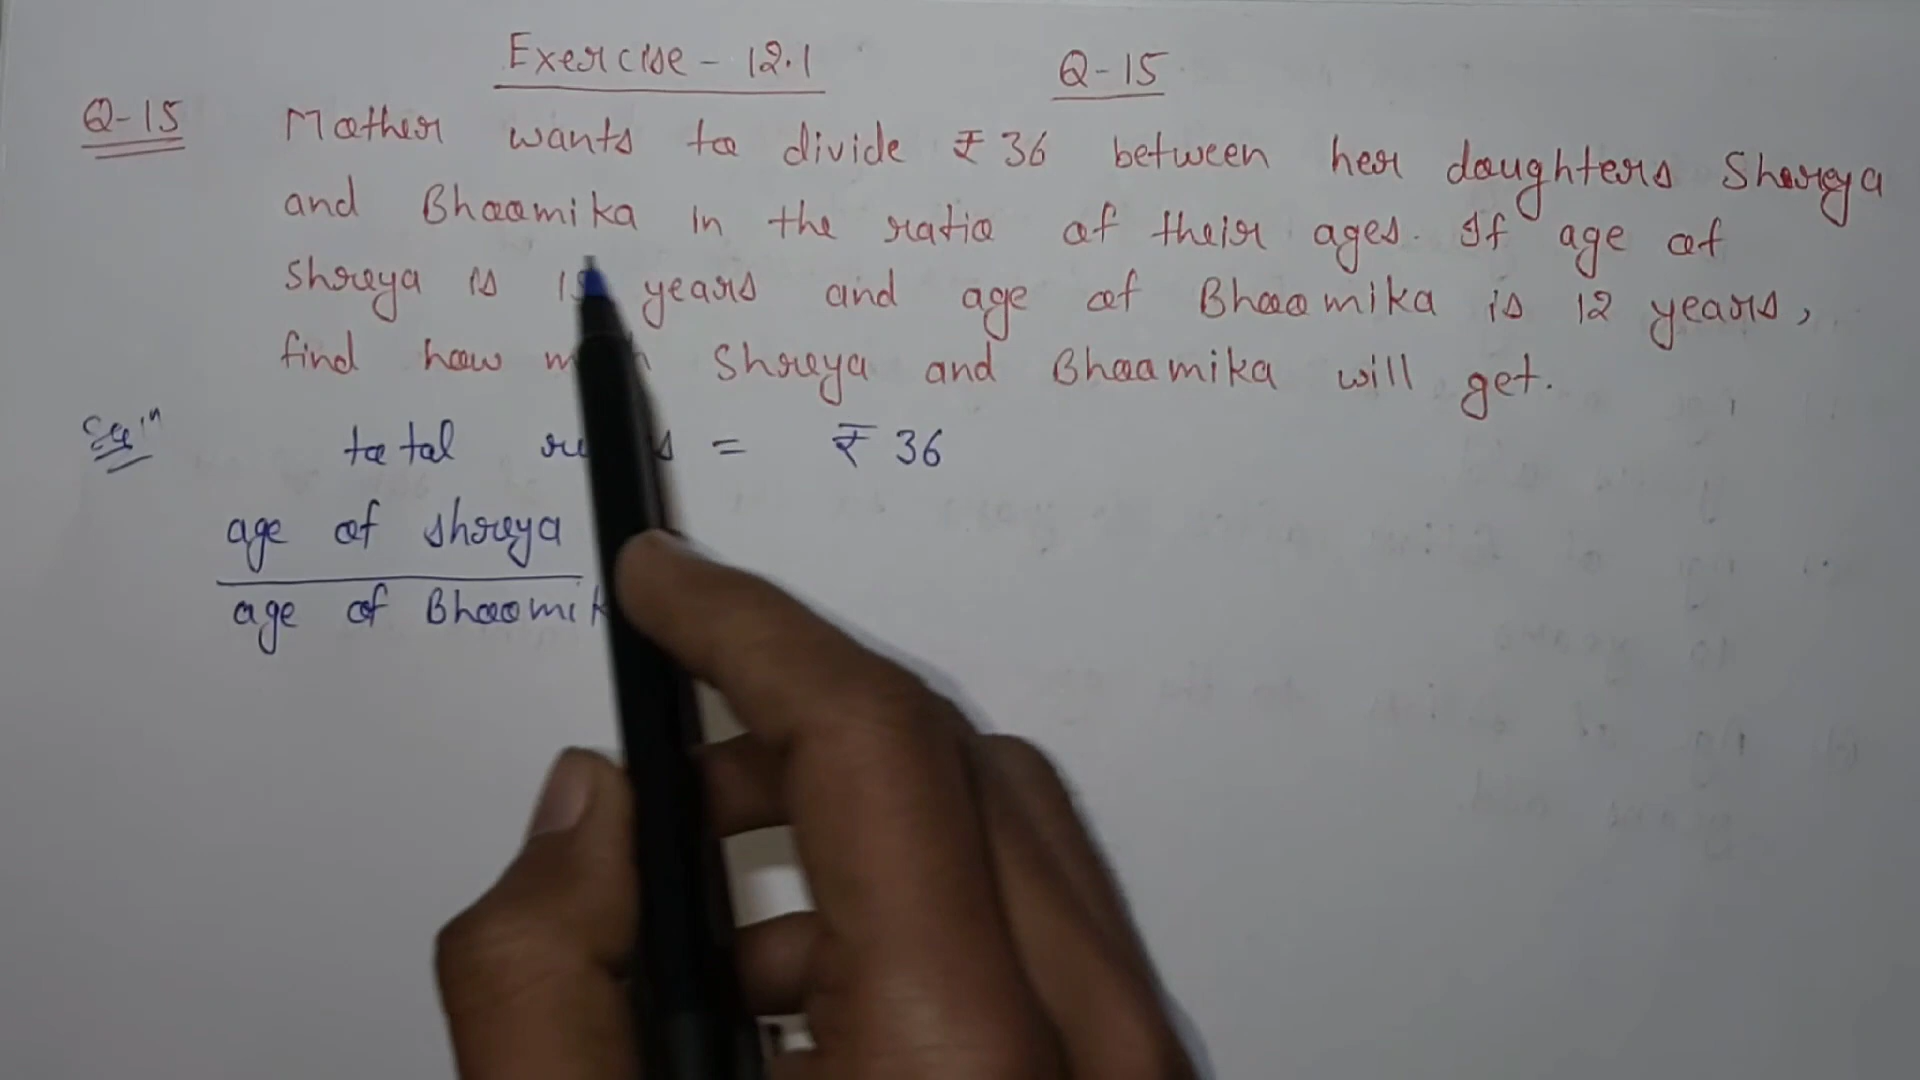 Exercise - 12.1 Q-15
Q-15 Mother wants to divide ₹ 36 between her daughters Shreya
and Bhoomika in the ratio of their ages. If age of
Shreya is years and age of Bhoomika is 12 years,
find how Shreya and Bhoomika will get.
Soln total = ₹ 36
age of shreya
age of